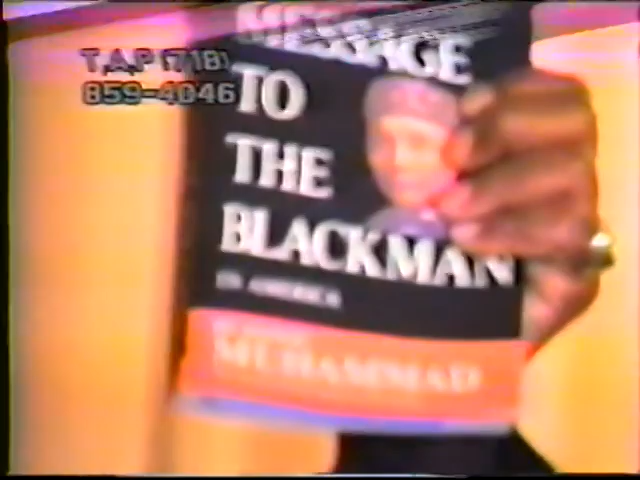 T.A.P (718)
859-4046
MESSAGE
TO
THE
BLACKMAN
IN AMERICA
MUHAMMAD